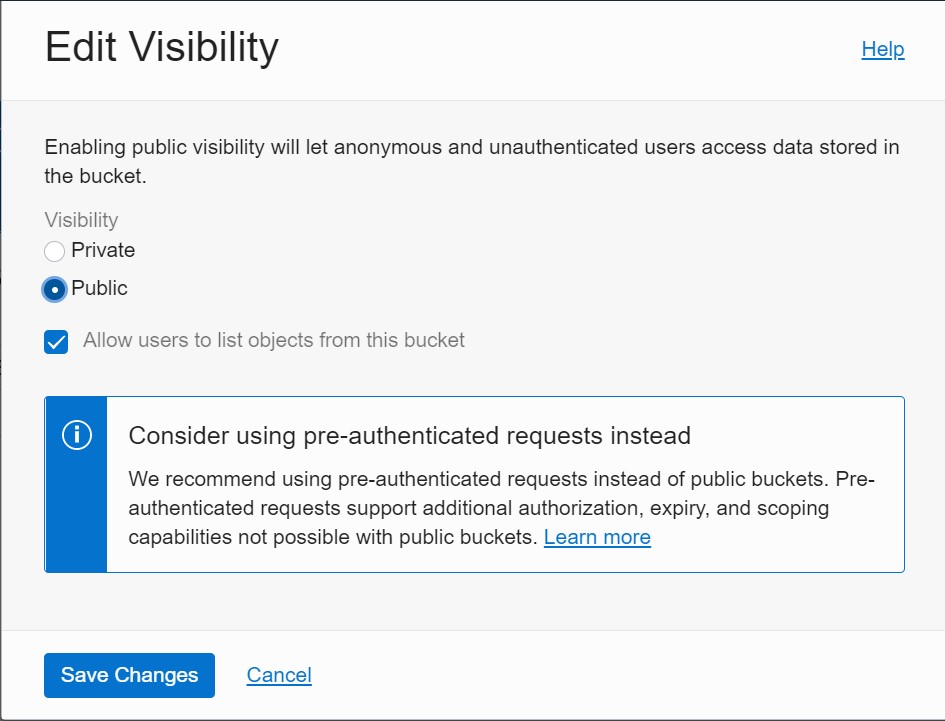 Edit Visibility
Help
Enabling public visibility will let anonymous and unauthenticated users access data stored in
the bucket.
Visibility
Private
Public
Allow users to list objects from this bucket
Consider using pre-authenticated requests instead
We recommend using pre-authenticated requests instead of public buckets. Pre-
authenticated requests support additional authorization, expiry, and scoping
capabilities not possible with public buckets. Learn more
Save Changes
Cancel